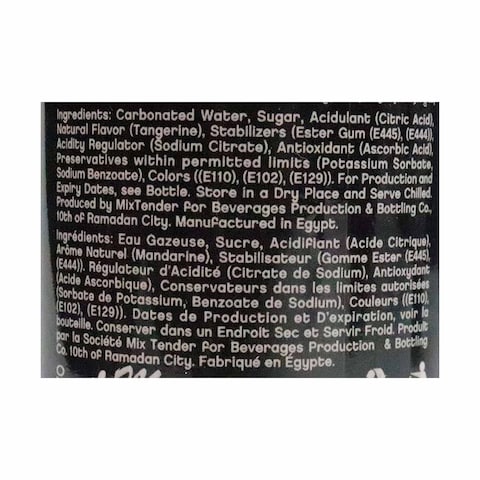 Ingredients: Carbonated Water, Sugar, Acidulant (Citric Acid),
Natural Flavor (Tangerine), Stabilizers (Ester Gum (E445), (E444)),
Acidity Regulator (Sodium Citrate), Antioxidant (Ascorbic Acid),
Preservatives within permitted limits (Potassium Sorbate,
Sodium Benzoate), Colors ((E110), (E102), (E129)). For Production and
Expiry Dates, see Bottle. Store in a Dry Place and Serve Chilled.
Produced by MixTender for Beverages Production & Bottling Co.,
10th of Ramadan City. Manufactured in Egypt.
Ingrédients: Eau Gazeuse, Sucre, Acidifiant (Acide Citrique),
Arôme Naturel (Mandarine), Stabilisateur (Gomme Ester (E445),
(E444)). Régulateur d'Acidité (Citrate de Sodium), Antioxydant
(Acide Ascorbique), Conservateurs dans les limites autorisées
(Sorbate de Potassium, Benzoate de Sodium), Couleurs ((E110),
(E102), (E129)). Dates de Production et D'expiration, voir la
bouteille. Conserver dans un Endroit Sec et Servir Froid. Produit
par la Société Mix Tender for Beverages Production & Bottling
Co. 10th of Ramadan City. Fabriqué en Égypte.